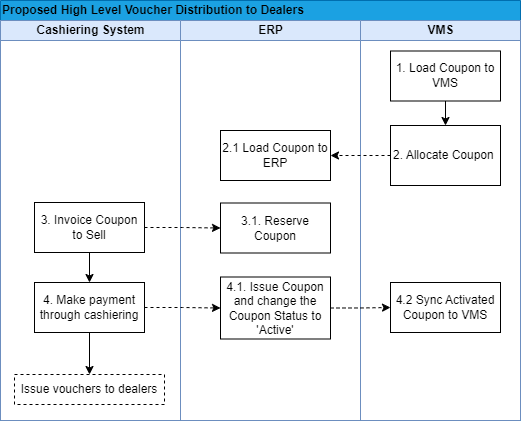 Proposed High Level Voucher Distribution to Dealers
Cashiering System
ERP
VMS
1. Load Coupon to
VMS
2.1 Load Coupon to
ERP
2. Allocate Coupon
3. Invoice Coupon
to Sell
3.1. Reserve
Coupon
4. Make payment
through cashiering
4.1. Issue Coupon
and change the
Coupon Status to
'Active'
4.2 Sync Activated
Coupon to VMS
Issue vouchers to dealers